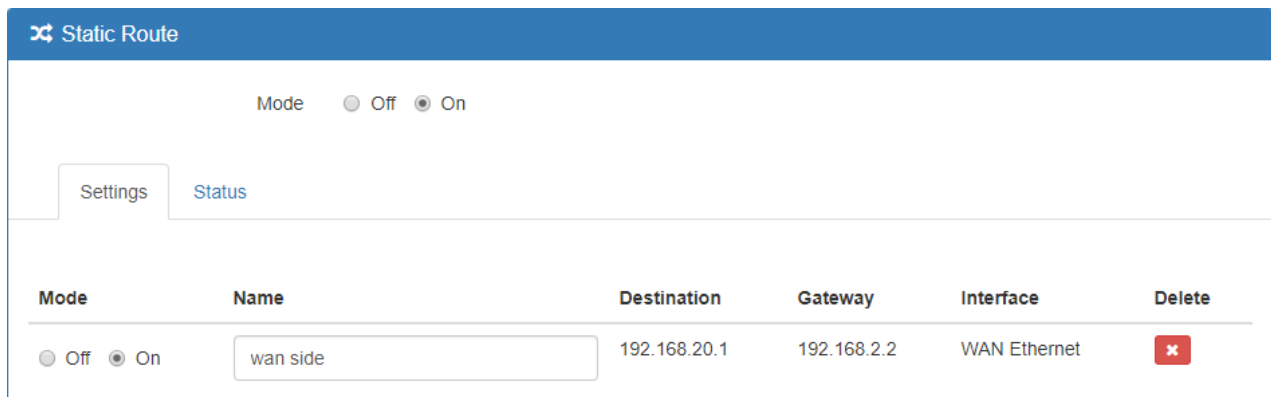 Static Route
Mode Off On
Settings Status
Mode Name Destination Gateway Interface Delete
Off On wan side 192.168.20.1 192.168.2.2 WAN Ethernet